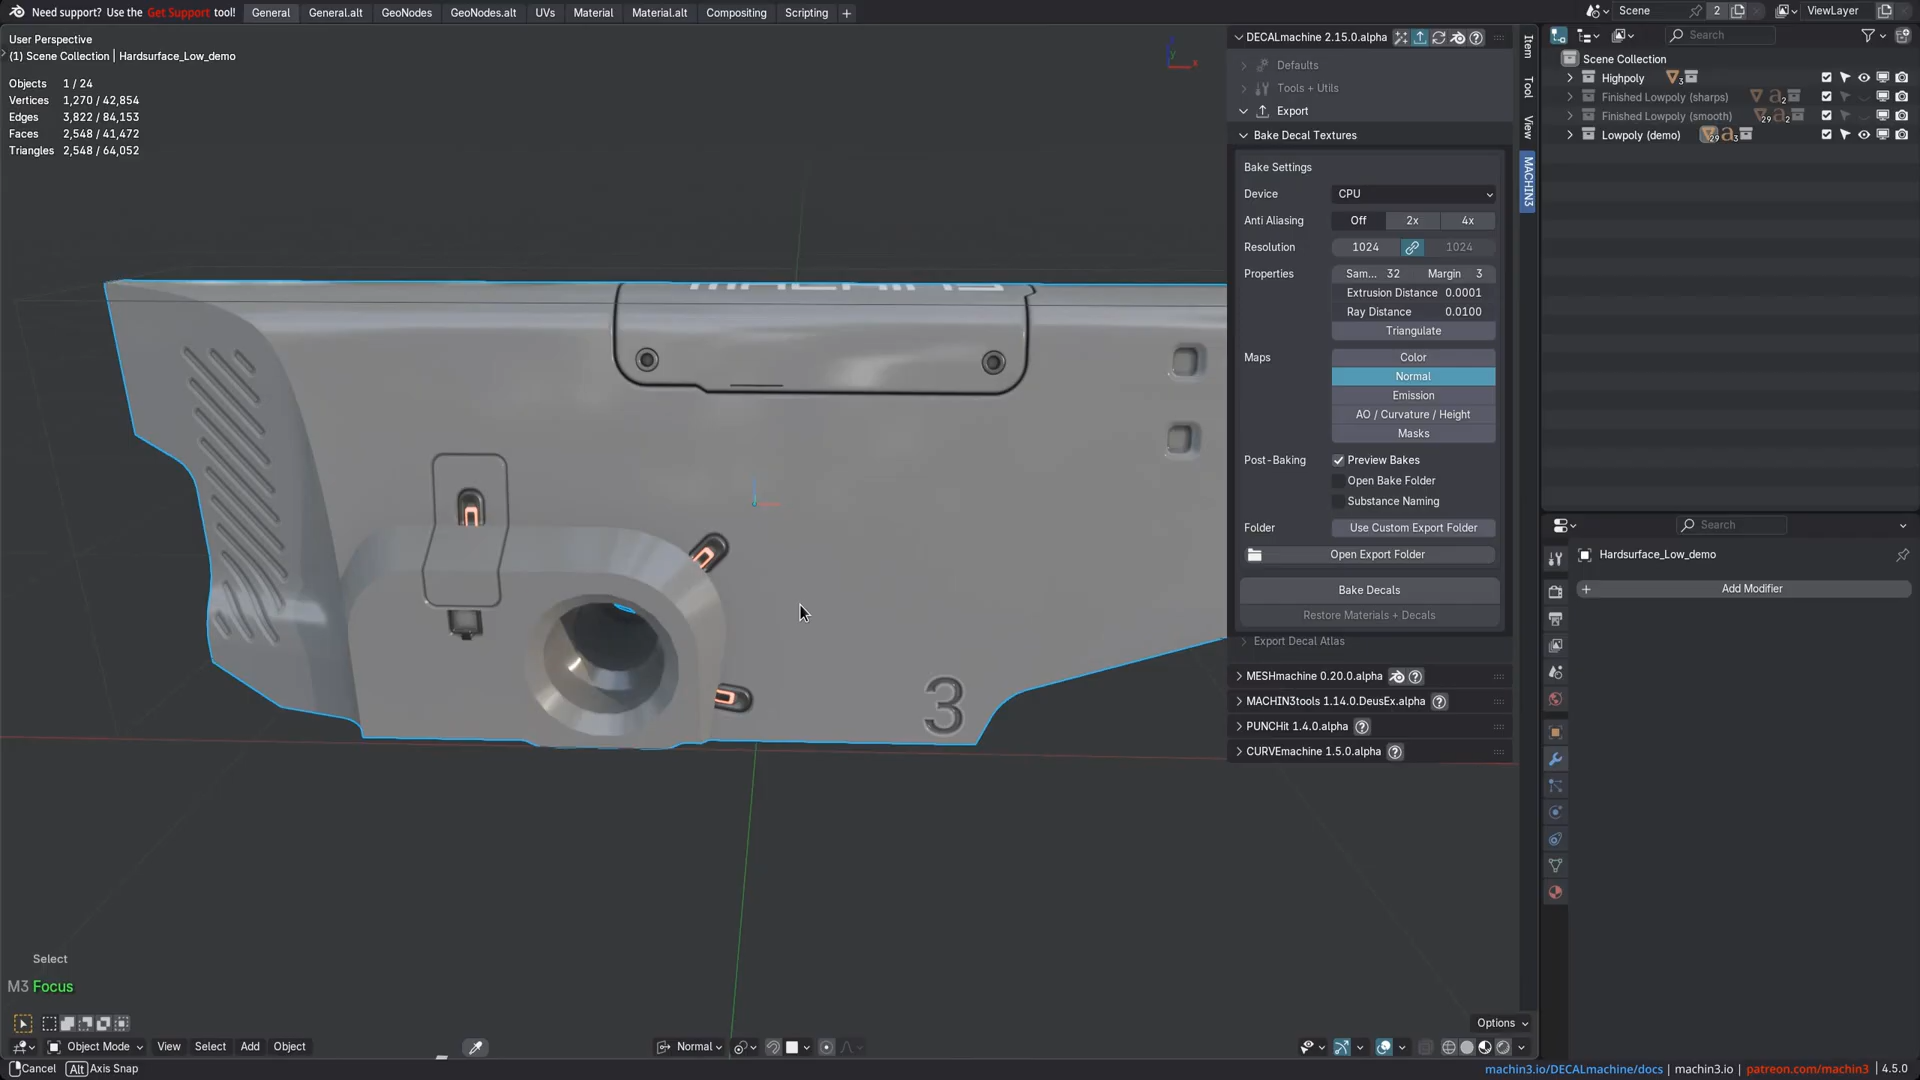 Need support? Use the Get Support tool!
General
General.alt
GeoNodes
GeoNodes.alt
UVs
Material
Material.alt
Compositing
Scripting
Scene
2
ViewLayer
User Perspective
(1) Scene Collection | Hardsurface_Low_demo
Objects 1 / 24
Vertices 1,270 / 42,854
Edges 3,822 / 84,153
Faces 2,548 / 41,472
Triangles 2,548 / 64,052
DECALmachine 2.15.0.alpha
Defaults
Tools + Utils
Export
Bake Decal Textures
Bake Settings
Device CPU
Anti Aliasing Off 2x 4x
Resolution 1024 1024
Properties Sam... 32 Margin 3
Extrusion Distance 0.0001
Ray Distance 0.0100
Triangulate
Maps Color
Normal
Emission
AO / Curvature / Height
Masks
Post-Baking Preview Bakes
Open Bake Folder
Substance Naming
Folder Use Custom Export Folder
Open Export Folder
Bake Decals
Restore Materials + Decals
Export Decal Atlas
MESHmachine 0.20.0.alpha
MACHIN3tools 1.14.0.DeusEx.alpha
PUNCHit 1.4.0.alpha
CURVEmachine 1.5.0.alpha
Item
Tool
View
MACHIN3
Search
Scene Collection
Highpoly 3
Finished Lowpoly (sharps) 2
Finished Lowpoly (smooth) 29 2
Lowpoly (demo) 29 3
Search
Hardsurface_Low_demo
Add Modifier
3
X
Y
Select
M3 Focus
Options
Object Mode
View
Select
Add
Object
Normal
Cancel
Alt Axis Snap
machin3.io/DECALmachine/docs | machin3.io | patreon.com/machin3 | 4.5.0